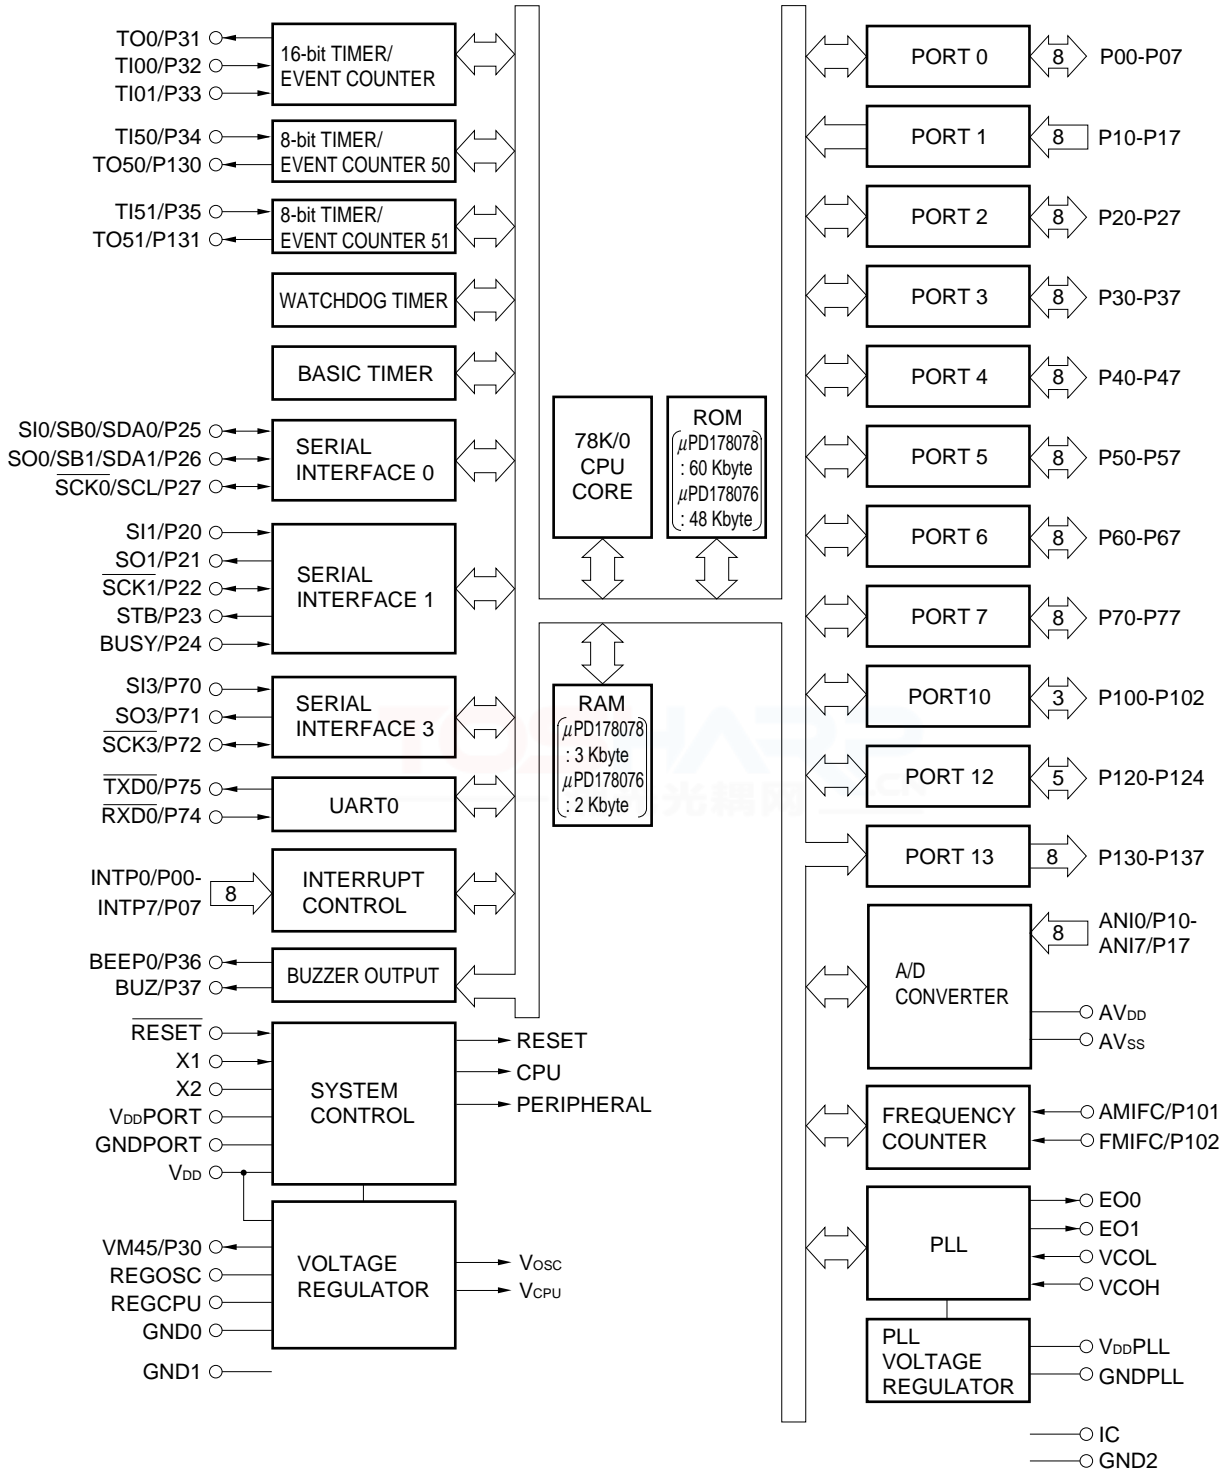 TO0/P31
TI00/P32
TI01/P33
16-bit TIMER/
EVENT COUNTER
TI50/P34
TO50/P130
8-bit TIMER/
EVENT COUNTER 50
TI51/P35
TO51/P131
8-bit TIMER/
EVENT COUNTER 51
WATCHDOG TIMER
BASIC TIMER
SI0/SB0/SDA0/P25
SO0/SB1/SDA1/P26
SCK0/SCL/P27
SERIAL
INTERFACE 0
SI1/P20
SO1/P21
SCK1/P22
STB/P23
BUSY/P24
SERIAL
INTERFACE 1
SI3/P70
SO3/P71
SCK3/P72
SERIAL
INTERFACE 3
TXD0/P75
RXD0/P74
UART0
INTP0/P00-
INTP7/P07
8
INTERRUPT
CONTROL
BEEP0/P36
BUZ/P37
BUZZER OUTPUT
RESET
X1
X2
VDDPORT
GNDPORT
VDD
SYSTEM
CONTROL
RESET
CPU
PERIPHERAL
VM45/P30
REGOSC
REGCPU
GND0
GND1
VOLTAGE
REGULATOR
VOSC
VCPU
78K/0
CPU
CORE
ROM
μPD178078
: 60 Kbyte
μPD178076
: 48 Kbyte
RAM
μPD178078
: 3 Kbyte
μPD178076
: 2 Kbyte
TOSHARP
.CN
光耦网
PORT 0
8
P00-P07
PORT 1
8
P10-P17
PORT 2
8
P20-P27
PORT 3
8
P30-P37
PORT 4
8
P40-P47
PORT 5
8
P50-P57
PORT 6
8
P60-P67
PORT 7
8
P70-P77
PORT10
3
P100-P102
PORT 12
5
P120-P124
PORT 13
8
P130-P137
A/D
CONVERTER
8
ANI0/P10-
ANI7/P17
AVDD
AVSS
FREQUENCY
COUNTER
AMIFC/P101
FMIFC/P102
PLL
EO0
EO1
VCOL
VCOH
PLL
VOLTAGE
REGULATOR
VDDPLL
GNDPLL
IC
GND2